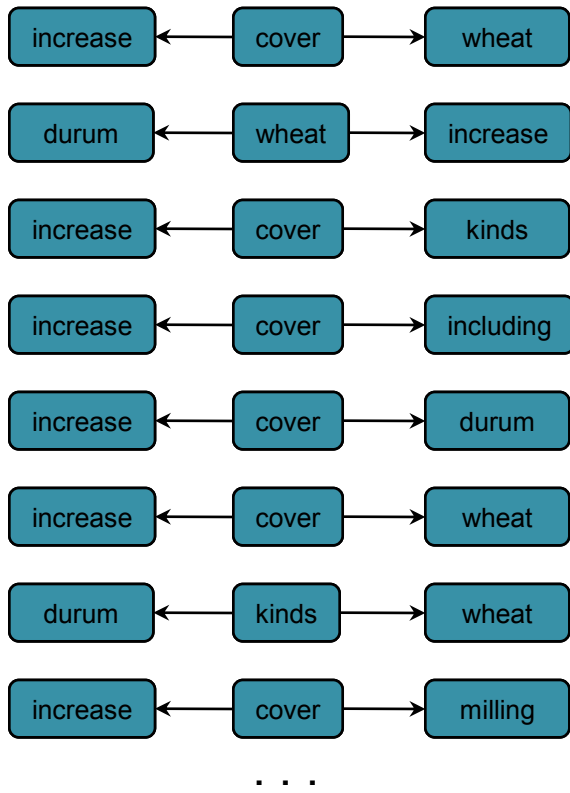 increase cover wheat
durum wheat increase
increase cover kinds
increase cover including
increase cover durum
increase cover wheat
durum kinds wheat
increase cover milling
. . .